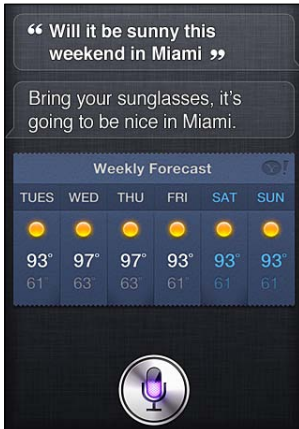 “ Will it be sunny this
weekend in Miami ”
Bring your sunglasses, it's
going to be nice in Miami.
Weekly Forecast Y!
TUES WED THU FRI SAT SUN
93° 97° 97° 93° 93° 93°
61° 63° 63° 61° 61 61